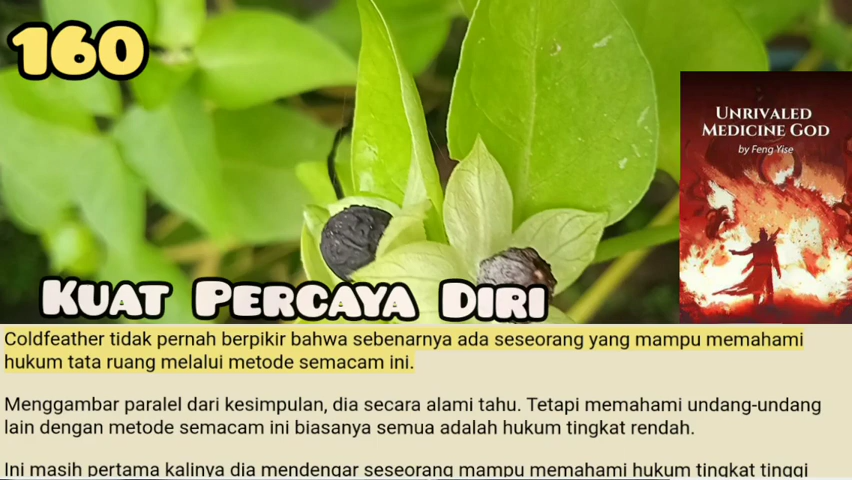 160
UNRIVALED
MEDICINE GOD
by Feng Yise
KUAT PERCAYA DIRI
Coldfeather tidak pernah berpikir bahwa sebenarnya ada seseorang yang mampu memahami
hukum tata ruang melalui metode semacam ini.
Menggambar paralel dari kesimpulan, dia secara alami tahu. Tetapi memahami undang-undang
lain dengan metode semacam ini biasanya semua adalah hukum tingkat rendah.
Ini masih pertama kalinya dia mendengar seseorang mampu memahami hukum tingkat tinggi